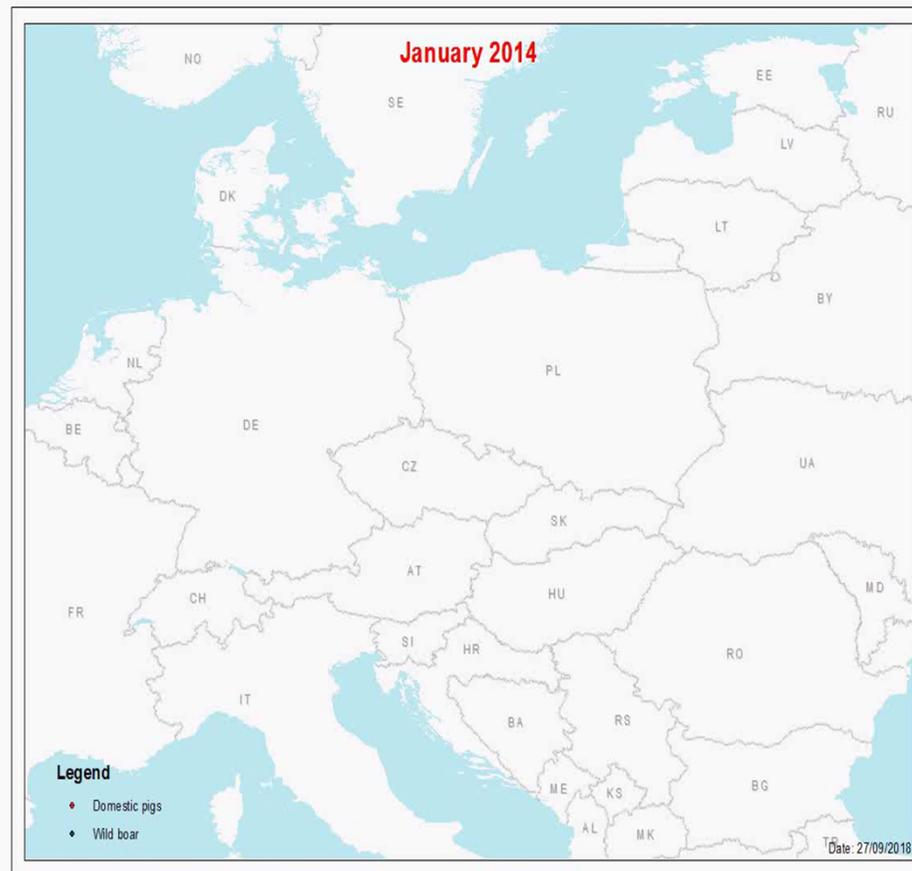 January 2014
NO
SE
EE
RU
LV
DK
LT
BY
NL
PL
BE
DE
CZ
UA
SK
AT
HU
MD
CH
FR
SI
HR
RO
IT
BA
RS
Legend
ME
KS
BG
Domestic pigs
Wild boar
AL
MK
TR
Date: 27/09/2018